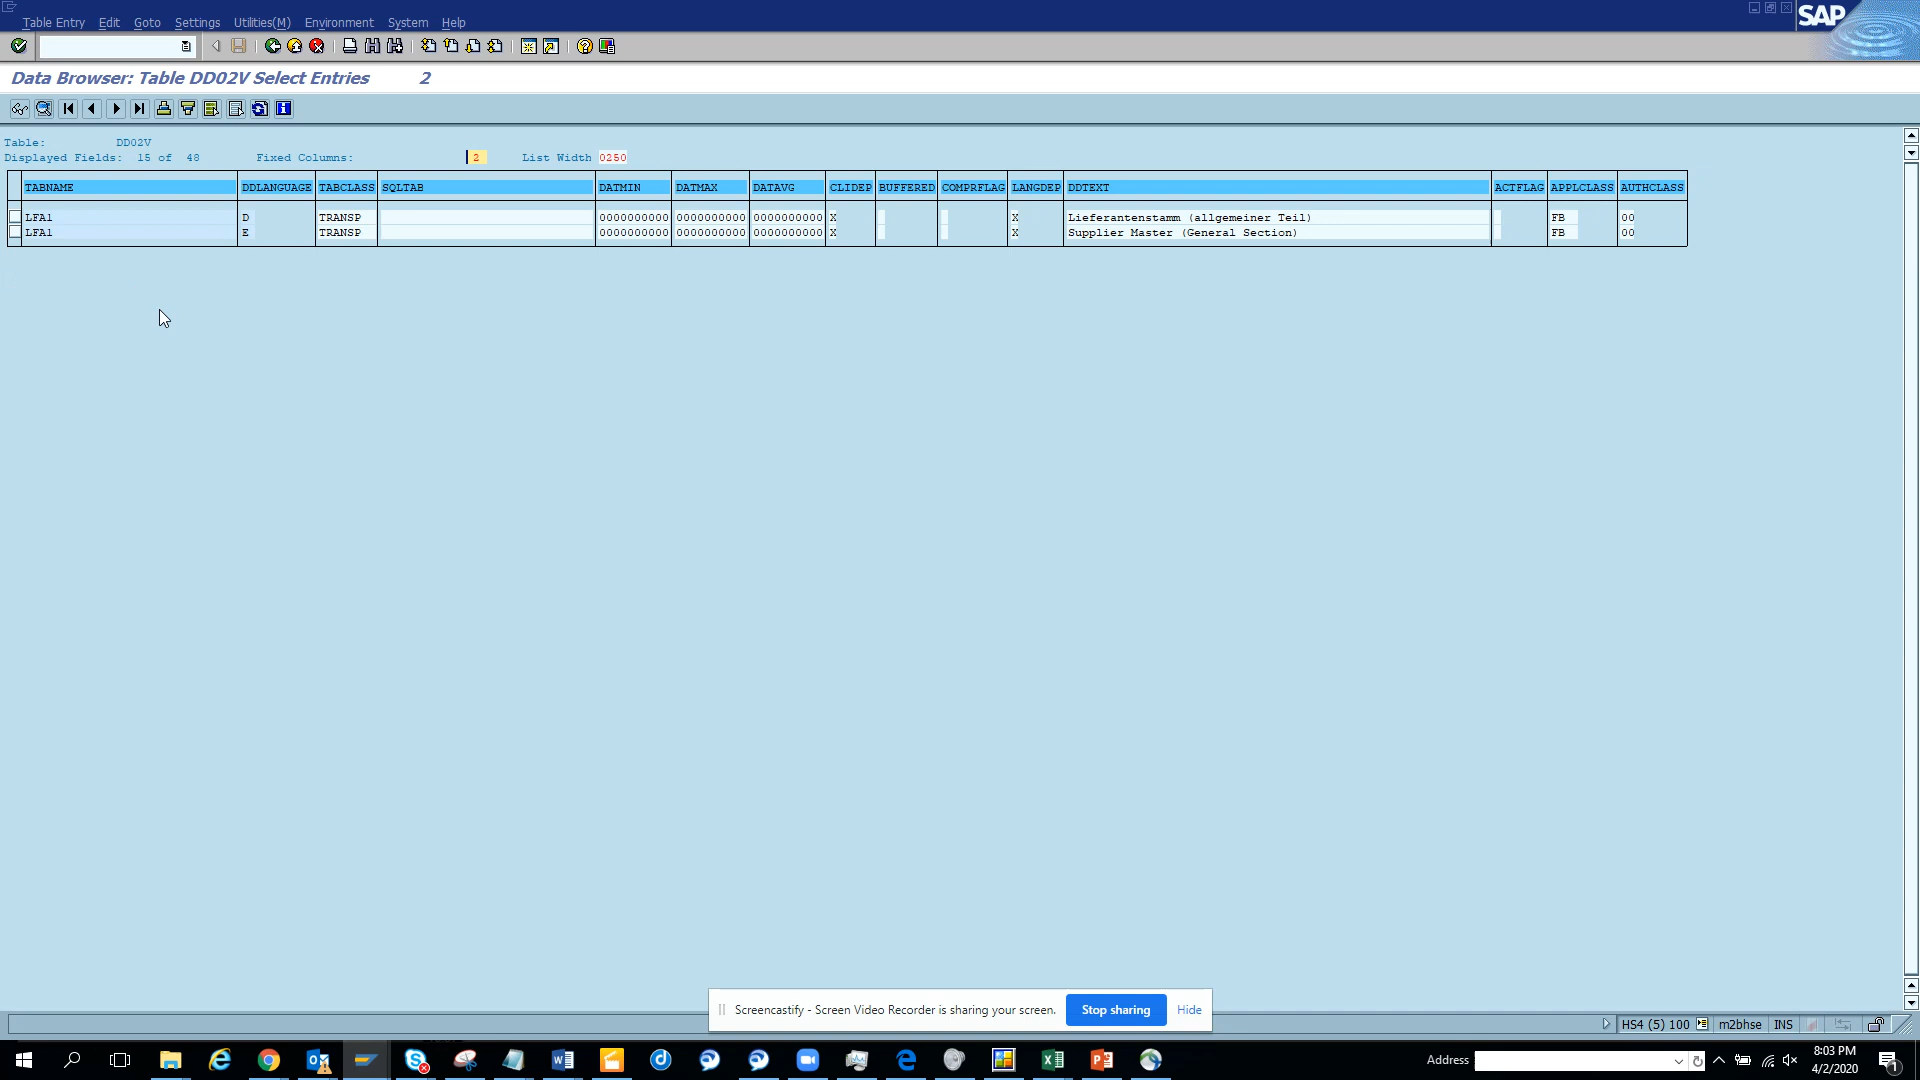 Table Entry Edit Goto Settings Utilities(M) Environment System Help
SAP
Data Browser: Table DD02V Select Entries 2
Table: DD02V
Displayed Fields: 15 of 48 Fixed Columns: 2 List Width 0250
TABNAME DDLANGUAGE TABCLASS SQLTAB DATMIN DATMAX DATAVG CLIDEP BUFFERED COMPRFLAG LANGDEP DDTEXT ACTFLAG APPLCLASS AUTHCLASS
LFA1 D TRANSP 0000000000 0000000000 0000000000 X X Lieferantenstamm (allgemeiner Teil) FB 00
LFA1 E TRANSP 0000000000 0000000000 0000000000 X X Supplier Master (General Section) FB 00
Screencastify - Screen Video Recorder is sharing your screen. Stop sharing Hide
HS4 (5) 100 m2bhse INS
Address
8:03 PM
4/2/2020
1